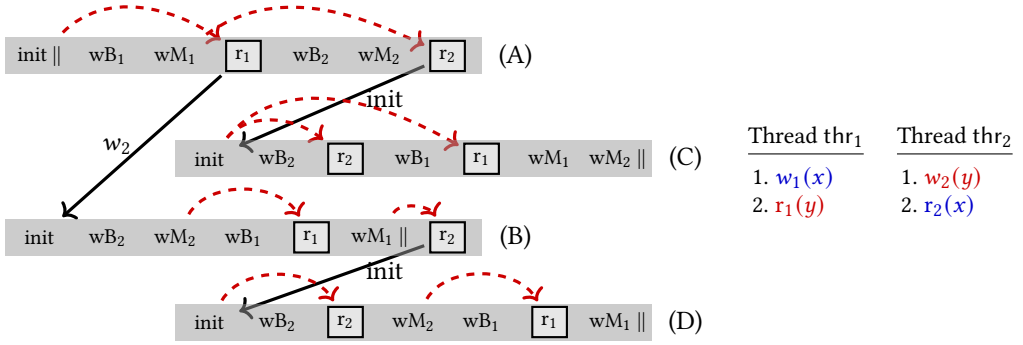 init || wB₁ wM₁ r₁ wB₂ wM₂ r₂ (A)
init
w₂
init wB₂ r₂ wB₁ r₁ wM₁ wM₂ || (C)
Thread thr₁ Thread thr₂
1. w₁(x) 1. w₂(y)
2. r₁(y) 2. r₂(x)
init wB₂ wM₂ wB₁ r₁ wM₁ || r₂ (B)
init
init wB₂ r₂ wM₂ wB₁ r₁ wM₁ || (D)